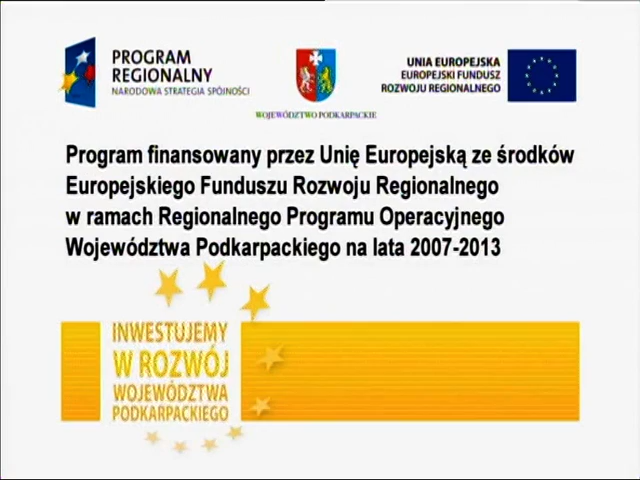 PROGRAM
REGIONALNY
NARODOWA STRATEGIA SPÓJNOŚCI
WOJEWÓDZTWO PODKARPACKIE
UNIA EUROPEJSKA
EUROPEJSKI FUNDUSZ
ROZWOJU REGIONALNEGO
Program finansowany przez Unię Europejską ze środków
Europejskiego Funduszu Rozwoju Regionalnego
w ramach Regionalnego Programu Operacyjnego
Województwa Podkarpackiego na lata 2007-2013
INWESTUJEMY
W ROZWÓJ
WOJEWÓDZTWA
PODKARPACKIEGO